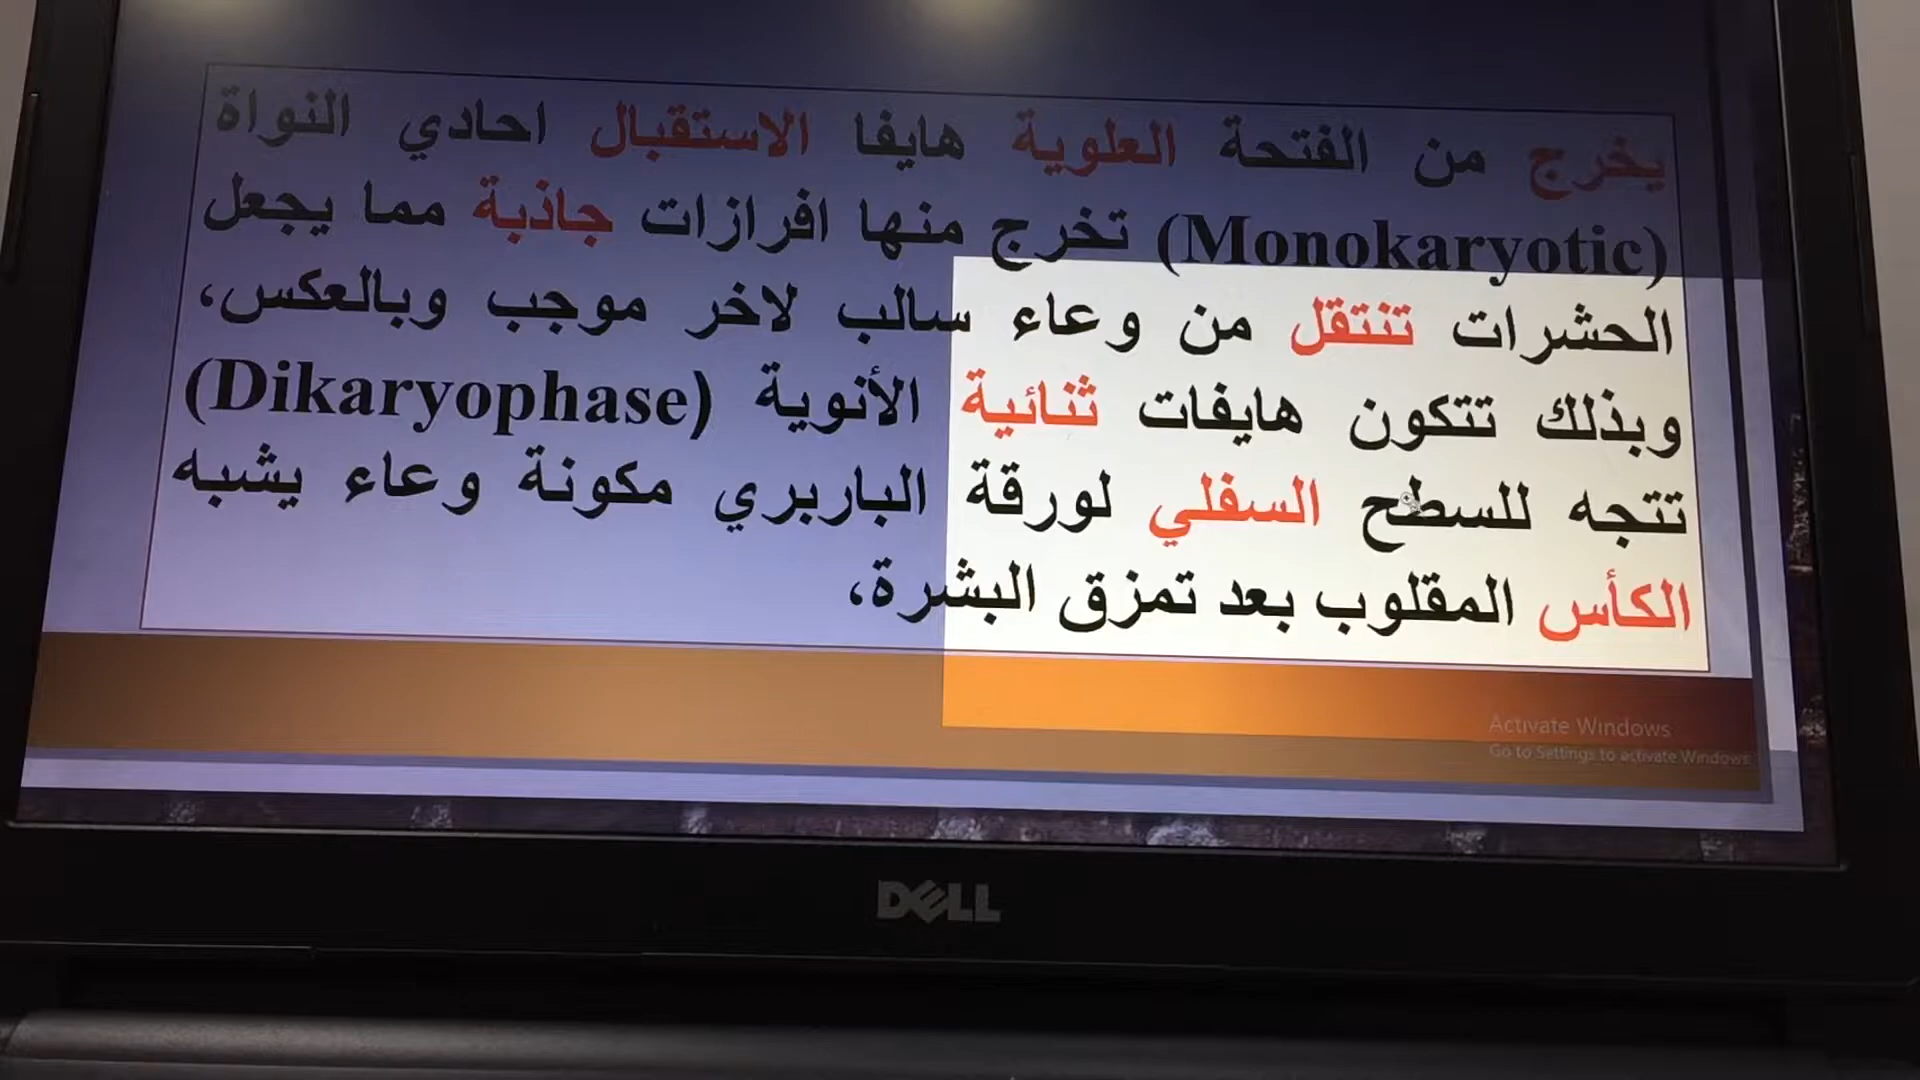 يخرج من الفتحة العلوية هايفا الاستقبال احادي النواة
(Monokaryotic) تخرج منها افرازات جاذبة مما يجعل
الحشرات تنتقل من وعاء سالب لاخر موجب وبالعكس،
وبذلك تتكون هايفات ثنائية الأنوية (Dikaryophase)
تتجه للسطح السفلي لورقة الباربري مكونة وعاء يشبه
الكأس المقلوب بعد تمزق البشرة،
Activate Windows
Go to Settings to activate Windows
DELL